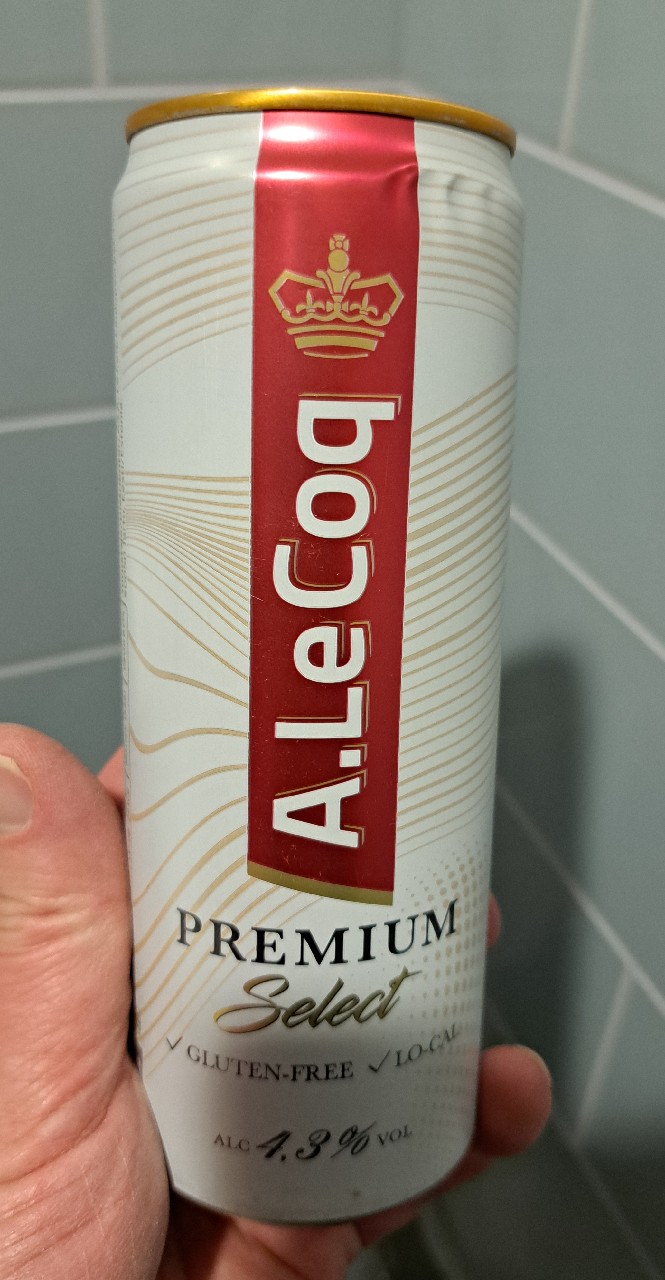 A.LeCoq
PREMIUM
Select
✓GLUTEN-FREE ✓LO-CAL
ALC 4.3% VOL